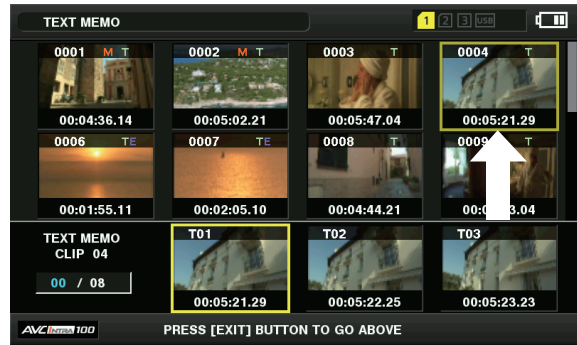 TEXT MEMO
1 2 3 USB
0001 M T
0002 M T
0003 T
0004 T
00:04:36.14
00:05:02.21
00:05:47.04
00:05:21.29
0006 TE
0007 TE
0008 T
0009 T
00:01:55.11
00:02:05.10
00:04:44.21
3.04
TEXT MEMO
CLIP 04
00 / 08
T01
T02
T03
00:05:21.29
00:05:22.25
00:05:23.23
AVC INTRA 100
PRESS [EXIT] BUTTON TO GO ABOVE